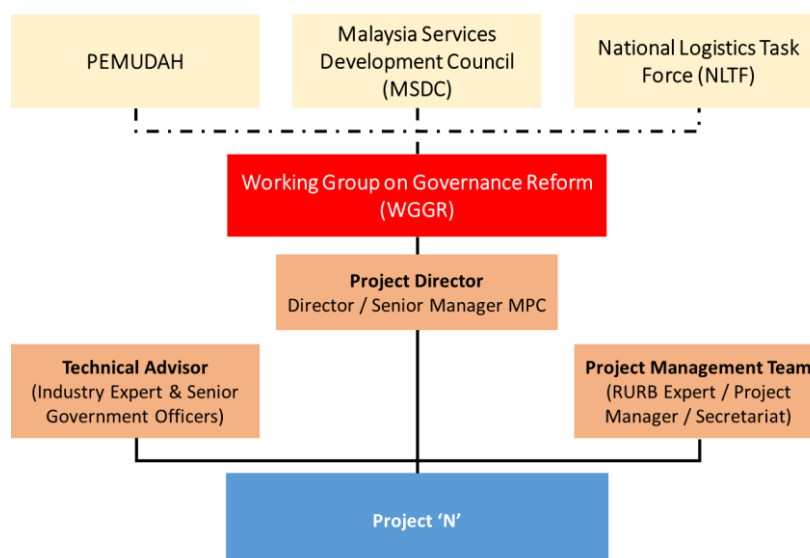 PEMUDAH
Malaysia Services
Development Council
(MSDC)
National Logistics Task
Force (NLTF)
Working Group on Governance Reform
(WGGR)
Project Director
Director / Senior Manager MPC
Technical Advisor
(Industry Expert & Senior
Government Officers)
Project Management Team
(RURB Expert / Project
Manager / Secretariat)
Project ‘N’